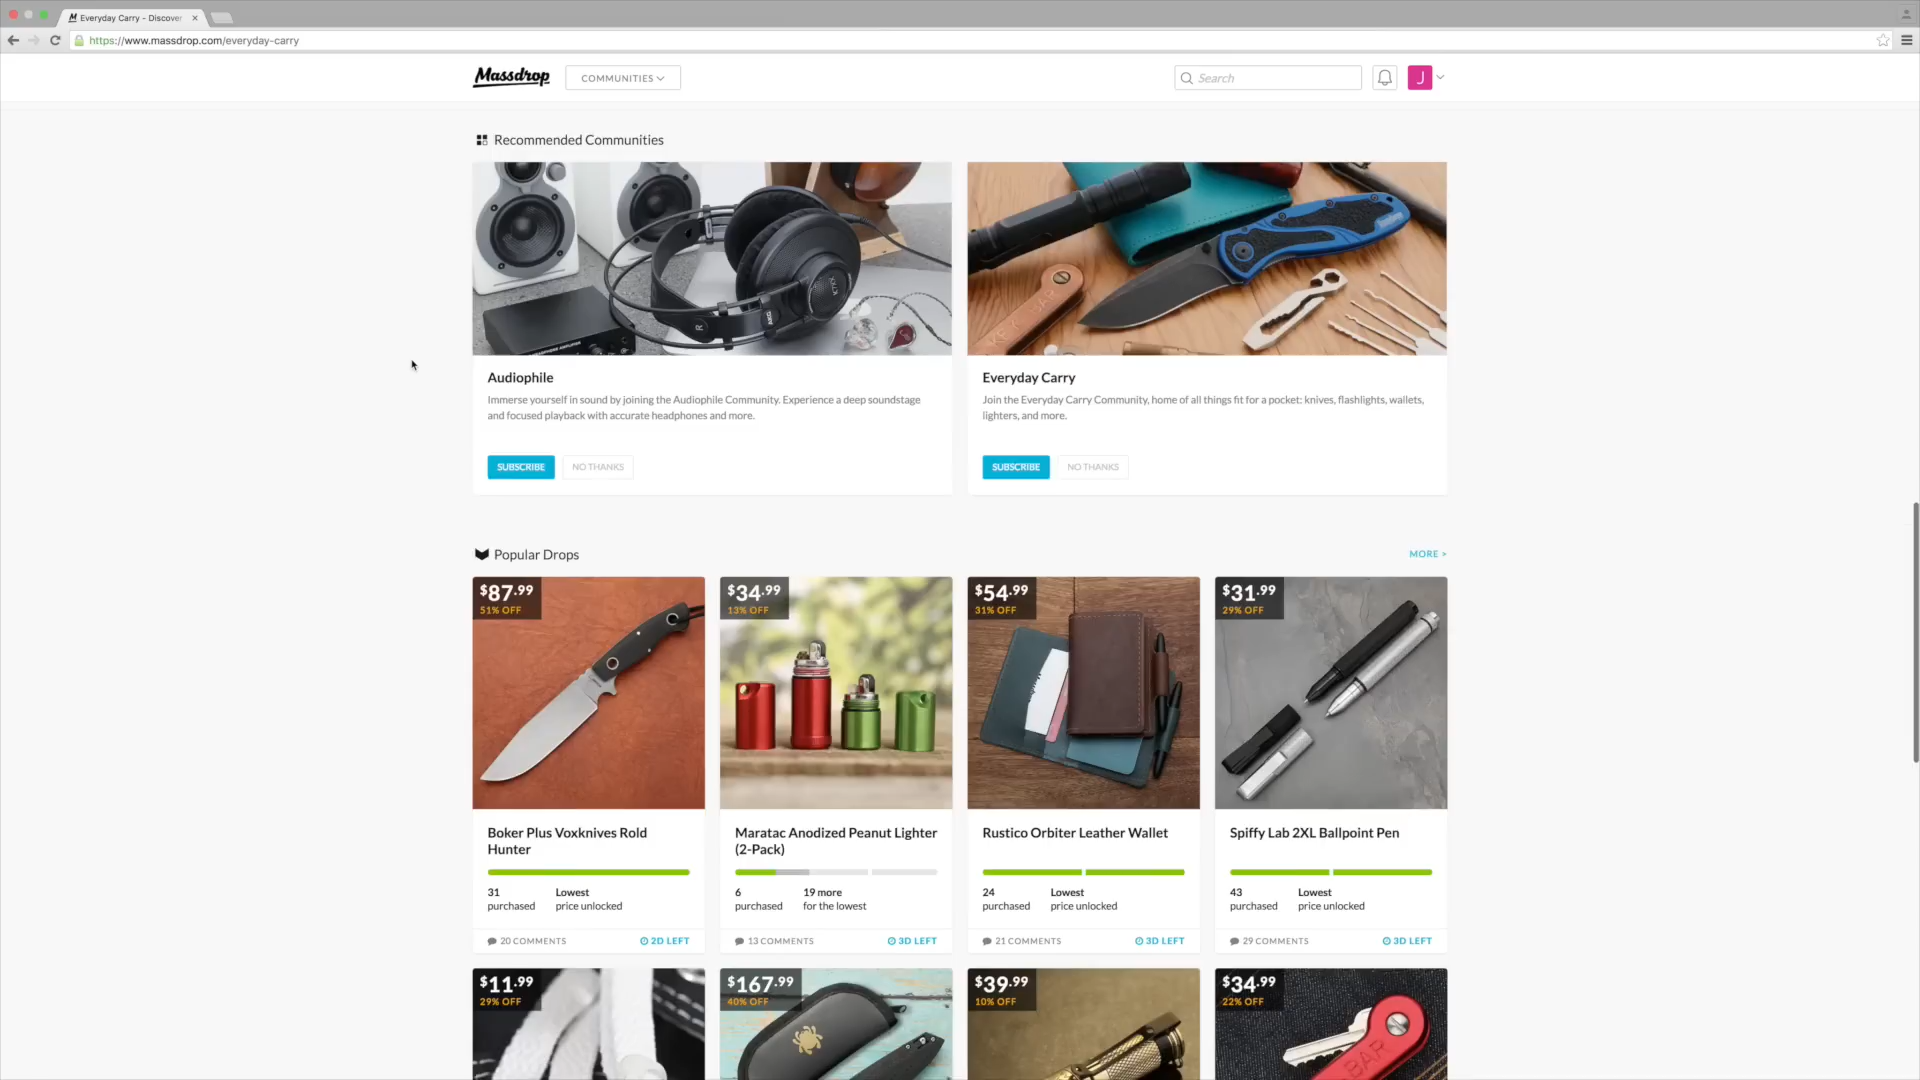 Everyday Carry - Discover
https://www.massdrop.com/everyday-carry
Massdrop
COMMUNITIES
Search
J
Recommended Communities
R
AKG
KEY BAR
Audiophile
Immerse yourself in sound by joining the Audiophile Community. Experience a deep soundstage
and focused playback with accurate headphones and more.
SUBSCRIBE
NO THANKS
Everyday Carry
Join the Everyday Carry Community, home of all things fit for a pocket: knives, flashlights, wallets,
lighters, and more.
SUBSCRIBE
NO THANKS
Popular Drops
MORE >
$87.99
51% OFF
$34.99
13% OFF
$54.99
31% OFF
$31.99
29% OFF
Boker Plus Voxknives Rold
Hunter
31
purchased
Lowest
price unlocked
20 COMMENTS
2D LEFT
Maratac Anodized Peanut Lighter
(2-Pack)
6
purchased
19 more
for the lowest
13 COMMENTS
3D LEFT
Rustico Orbiter Leather Wallet
24
purchased
Lowest
price unlocked
21 COMMENTS
3D LEFT
Spiffy Lab 2XL Ballpoint Pen
43
purchased
Lowest
price unlocked
29 COMMENTS
3D LEFT
$11.99
29% OFF
$167.99
40% OFF
$39.99
10% OFF
$34.99
22% OFF
BAR